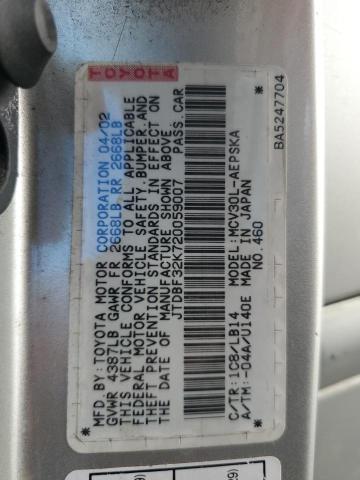 TOYOTA
MFD.BY:TOYOTA MOTOR CORPORATION 04/02
GVWR 4387LB GAWR FR 2668LB RR 2668LB
THIS VEHICLE CONFORMS TO ALL APPLICABLE
FEDERAL MOTOR VEHICLE SAFETY,BUMPER,AND
THEFT PREVENTION STANDARDS IN EFFECT ON
THE DATE OF MANUFACTURE SHOWN ABOVE.
JTDBF32K720059007 PASS.CAR
C/TR:1C8/LB14 MODEL:MCV30L-AEPSKA
A/TM:-04A/U140E MADE IN JAPAN
NO.460
BA5247704